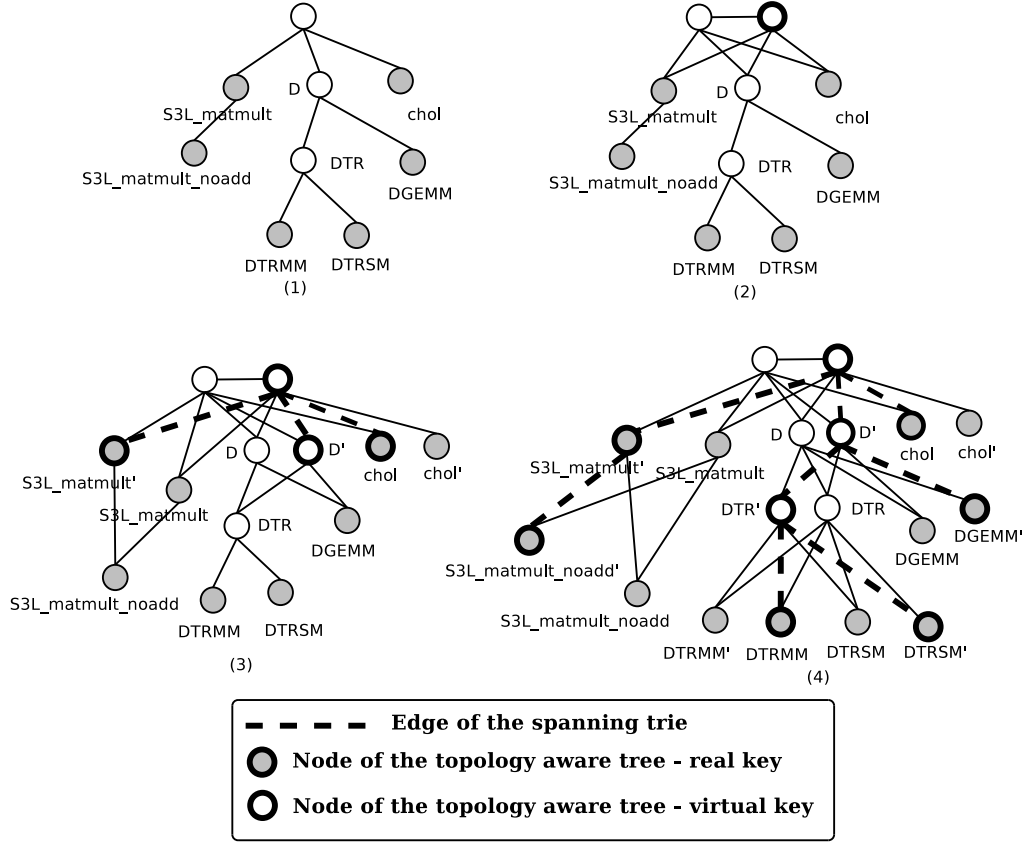 D
S3L_matmult
chol
DTR
S3L_matmult_noadd
DGEMM
DTRMM
DTRSM
(1)
D
S3L_matmult
chol
DTR
S3L_matmult_noadd
DGEMM
DTRMM
DTRSM
(2)
D
D'
chol
chol'
S3L_matmult'
S3L_matmult
DTR
DGEMM
S3L_matmult_noadd
DTRMM
DTRSM
(3)
D
D'
chol
chol'
S3L_matmult'
S3L_matmult
DTR'
DTR
DGEMM'
DGEMM
S3L_matmult_noadd'
S3L_matmult_noadd
DTRMM'
DTRMM
DTRSM
DTRSM'
(4)
Edge of the spanning trie
Node of the topology aware tree - real key
Node of the topology aware tree - virtual key